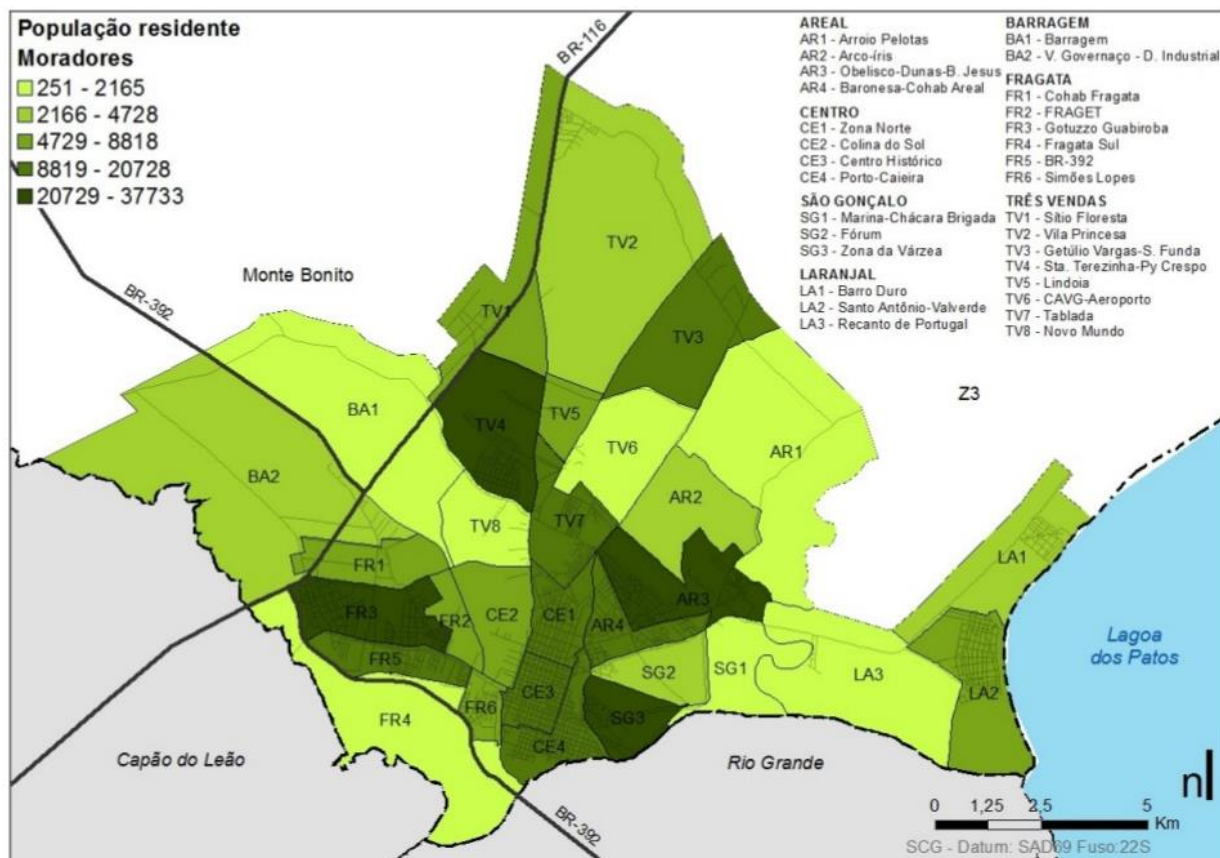 População residente
Moradores
251 - 2165
2166 - 4728
4729 - 8818
8819 - 20728
20729 - 37733
AREAL
AR1 - Arroio Pelotas
AR2 - Arco-íris
AR3 - Obelisco-Dunas-B. Jesus
AR4 - Baronesa-Cohab Areal
CENTRO
CE1 - Zona Norte
CE2 - Colina do Sol
CE3 - Centro Histórico
CE4 - Porto-Caieira
SÃO GONÇALO
SG1 - Marina-Chácara Brigada
SG2 - Fórum
SG3 - Zona da Várzea
LARANJAL
LA1 - Barro Duro
LA2 - Santo Antônio-Valverde
LA3 - Recanto de Portugal
BARRAGEM
BA1 - Barragem
BA2 - V. Governaço - D. Industrial
FRAGATA
FR1 - Cohab Fragata
FR2 - FRAGET
FR3 - Gotuzzo Guabiroba
FR4 - Fragata Sul
FR5 - BR-392
FR6 - Simões Lopes
TRÊS VENDAS
TV1 - Sítio Floresta
TV2 - Vila Princesa
TV3 - Getúlio Vargas-S. Funda
TV4 - Sta. Terezinha-Py Crespo
TV5 - Lindoia
TV6 - CAVG-Aeroporto
TV7 - Tablada
TV8 - Novo Mundo
BR-116
TV2
Monte Bonito
BR-392
TV1
TV3
Z3
BA1
TV4
TV5
TV6
AR1
BA2
AR2
TV8
TV7
LA1
FR1
FR3
FR2
CE2
CE1
AR4
AR3
Lagoa
dos Patos
FR5
SG2
SG1
LA3
CE3
LA2
FR6
FR4
SG3
CE4
Capão do Leão
Rio Grande
BR-392
n
0 1,25 2,5 5
Km
SCG - Datum: SAD69 Fuso:22S